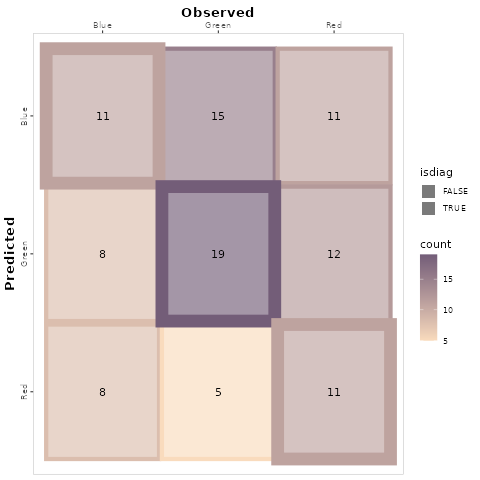 Observed
Blue Green Red
Predicted
Blue 11 15 11
Green 8 19 12
Red 8 5 11
isdiag
FALSE
TRUE
count
15
10
5